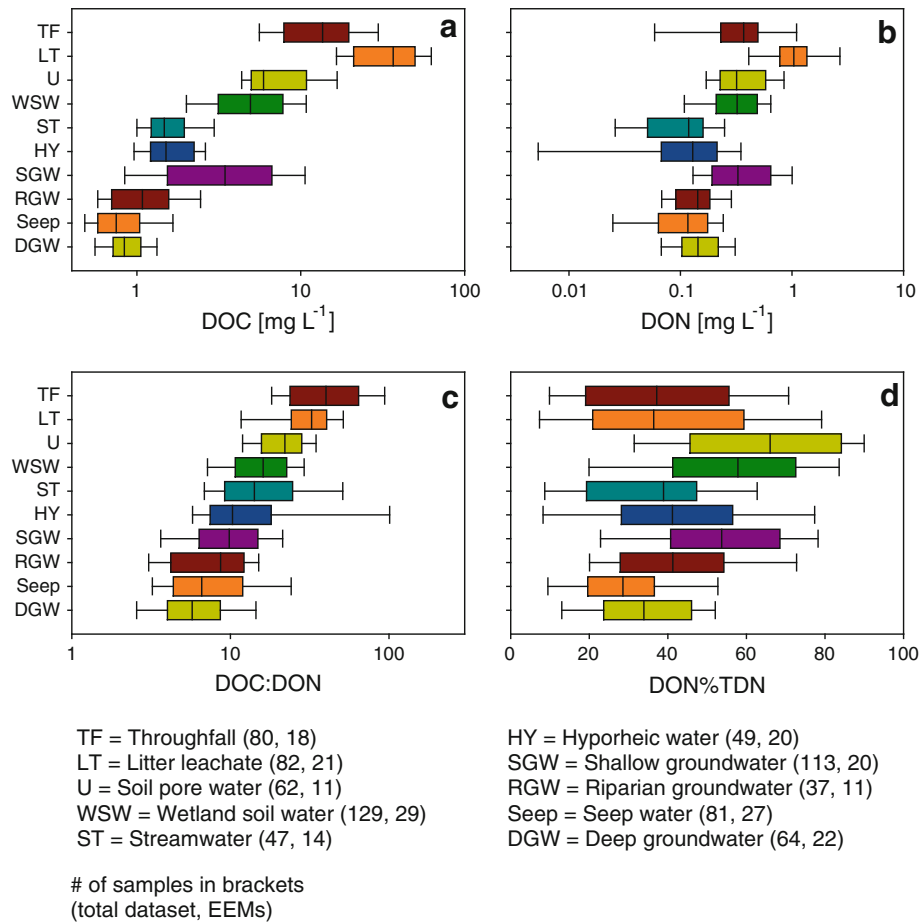 a
TF
LT
U
WSW
ST
HY
SGW
RGW
Seep
DGW
1 10 100
DOC [mg L⁻¹]
b
0.01 0.1 1 10
DON [mg L⁻¹]
c
TF
LT
U
WSW
ST
HY
SGW
RGW
Seep
DGW
1 10 100
DOC:DON
d
0 20 40 60 80 100
DON%TDN
TF = Throughfall (80, 18)
LT = Litter leachate (82, 21)
U = Soil pore water (62, 11)
WSW = Wetland soil water (129, 29)
ST = Streamwater (47, 14)
HY = Hyporheic water (49, 20)
SGW = Shallow groundwater (113, 20)
RGW = Riparian groundwater (37, 11)
Seep = Seep water (81, 27)
DGW = Deep groundwater (64, 22)
# of samples in brackets
(total dataset, EEMs)